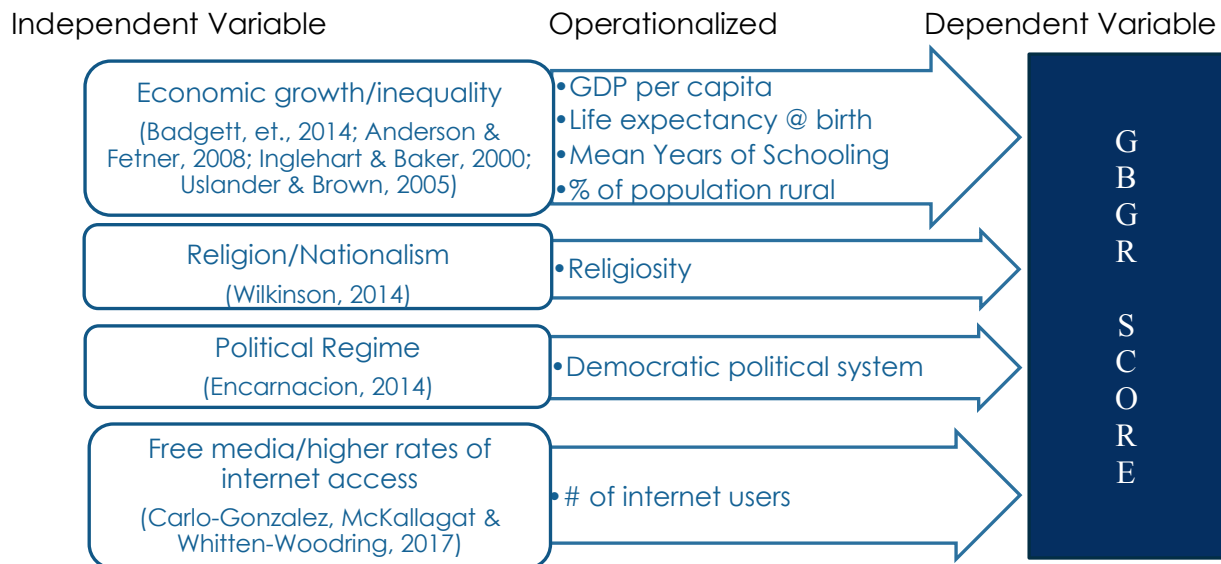 Independent Variable
Operationalized
Dependent Variable
Economic growth/inequality
(Badgett, et., 2014; Anderson &
Fetner, 2008; Inglehart & Baker, 2000;
Uslander & Brown, 2005)
•GDP per capita
•Life expectancy @ birth
•Mean Years of Schooling
•% of population rural
Religion/Nationalism
(Wilkinson, 2014)
•Religiosity
Political Regime
(Encarnacion, 2014)
•Democratic political system
Free media/higher rates of
internet access
(Carlo-Gonzalez, McKallagat &
Whitten-Woodring, 2017)
•# of internet users
G
B
G
R
S
C
O
R
E